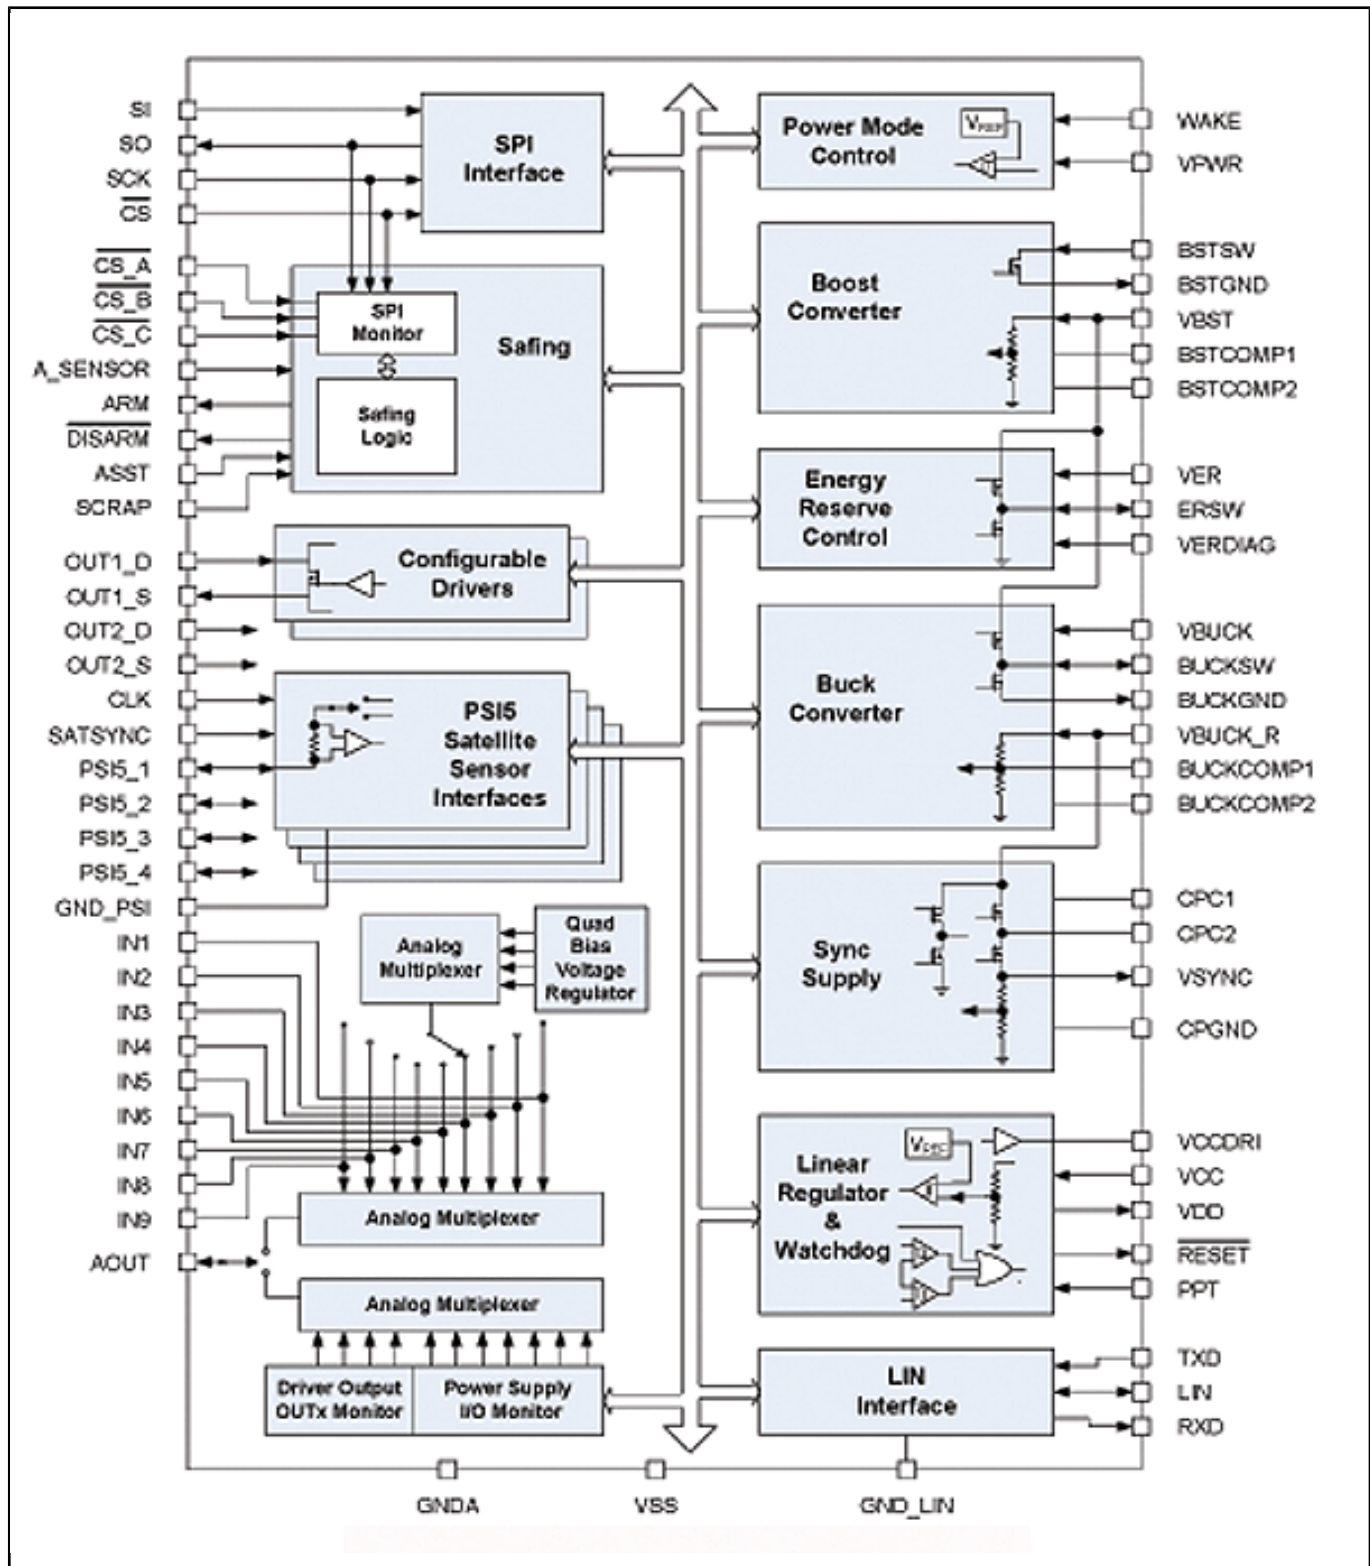 SI
SO
SCK
CS
CS_A
CS_B
CS_C
A_SENSOR
ARM
DISARM
ASST
SCRAP
OUT1_D
OUT1_S
OUT2_D
OUT2_S
CLK
SATSYNC
PSI5_1
PSI5_2
PSI5_3
PSI5_4
GND_PSI
IN1
IN2
IN3
IN4
IN5
IN6
IN7
IN8
IN9
AOUT
SPI
Interface
SPI
Monitor
Safing
Safing
Logic
Configurable
Drivers
PSI5
Satellite
Sensor
Interfaces
Analog
Multiplexer
Quad
Bias
Voltage
Regulator
Analog Multiplexer
Analog Multiplexer
Driver Output
OUTx Monitor
Power Supply
I/O Monitor
Power Mode
Control
Boost
Converter
Energy
Reserve
Control
Buck
Converter
Sync
Supply
Linear
Regulator
&
Watchdog
LIN
Interface
WAKE
VPWR
BSTSW
BSTGND
VBST
BSTCOMP1
BSTCOMP2
VER
ERSW
VERDIAG
VBUCK
BUCKSW
BUCKGND
VBUCK_R
BUCKCOMP1
BUCKCOMP2
CPC1
CPC2
VSYNC
CPGND
VCCDRI
VCC
VDD
RESET
PPT
TXD
LIN
RXD
GNDA
VSS
GND_LIN